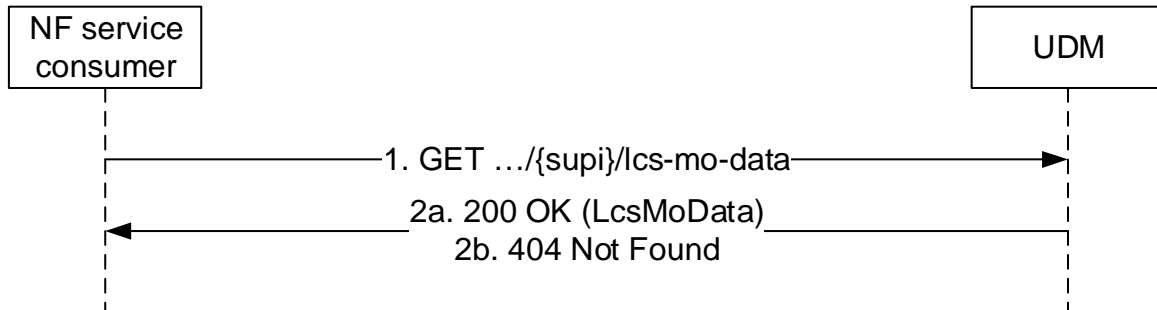 NF service
consumer
UDM
1. GET …/{supi}/lcs-mo-data
2a. 200 OK (LcsMoData)
2b. 404 Not Found